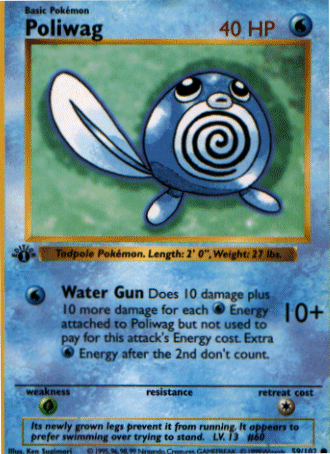 Basic Pokémon
Poliwag 40 HP
Tadpole Pokémon. Length: 2' 0", Weight: 27 lbs.
Water Gun Does 10 damage plus
10 more damage for each Energy
attached to Poliwag but not used to
pay for this attack's Energy cost. Extra
Energy after the 2nd don't count.
10+
weakness resistance retreat cost
Its newly grown legs prevent it from running. It appears to
prefer swimming over trying to stand. LV. 13 #60
Illus. Ken Sugimori © 1995, 96, 98, 99 Nintendo, Creatures, GAMEFREAK. 59/102